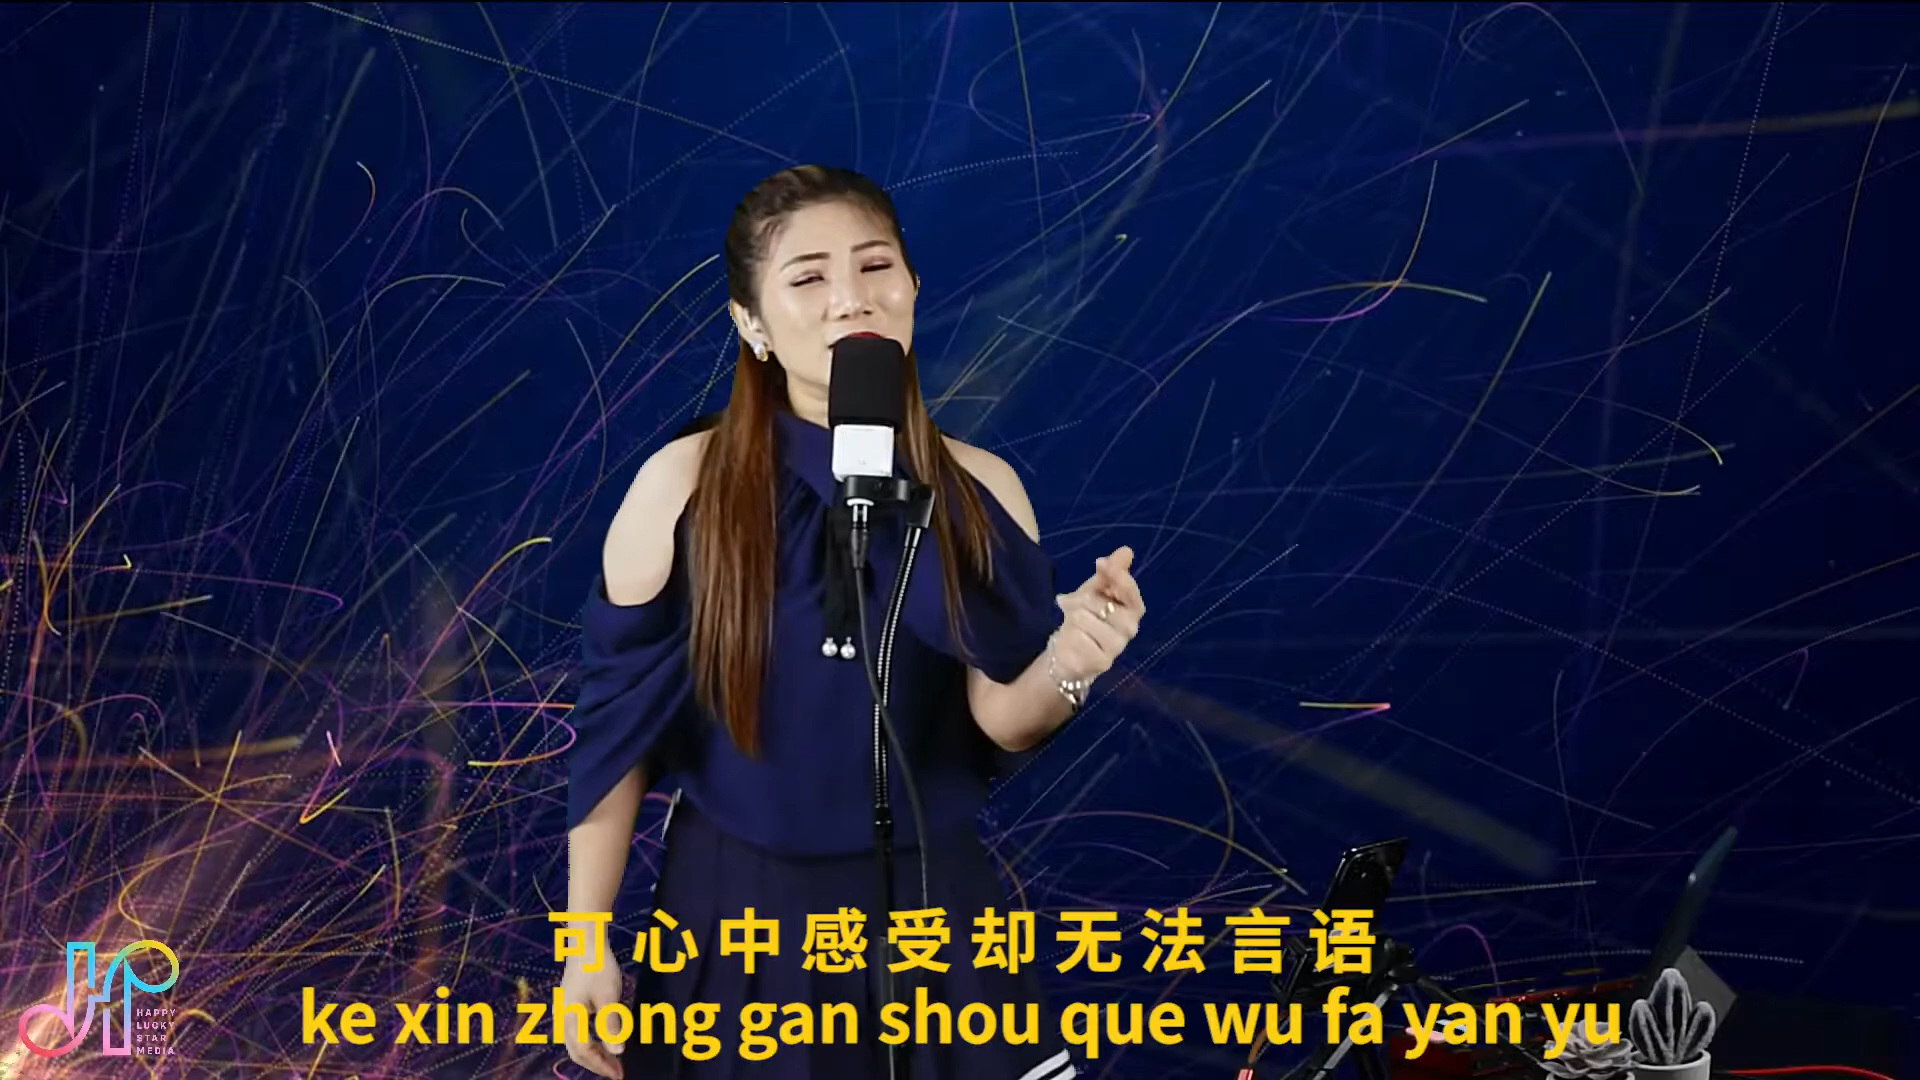 可心中感受却无法言语
ke xin zhong gan shou que wu fa yan yu
HAPPY
LUCKY
STAR
MEDIA